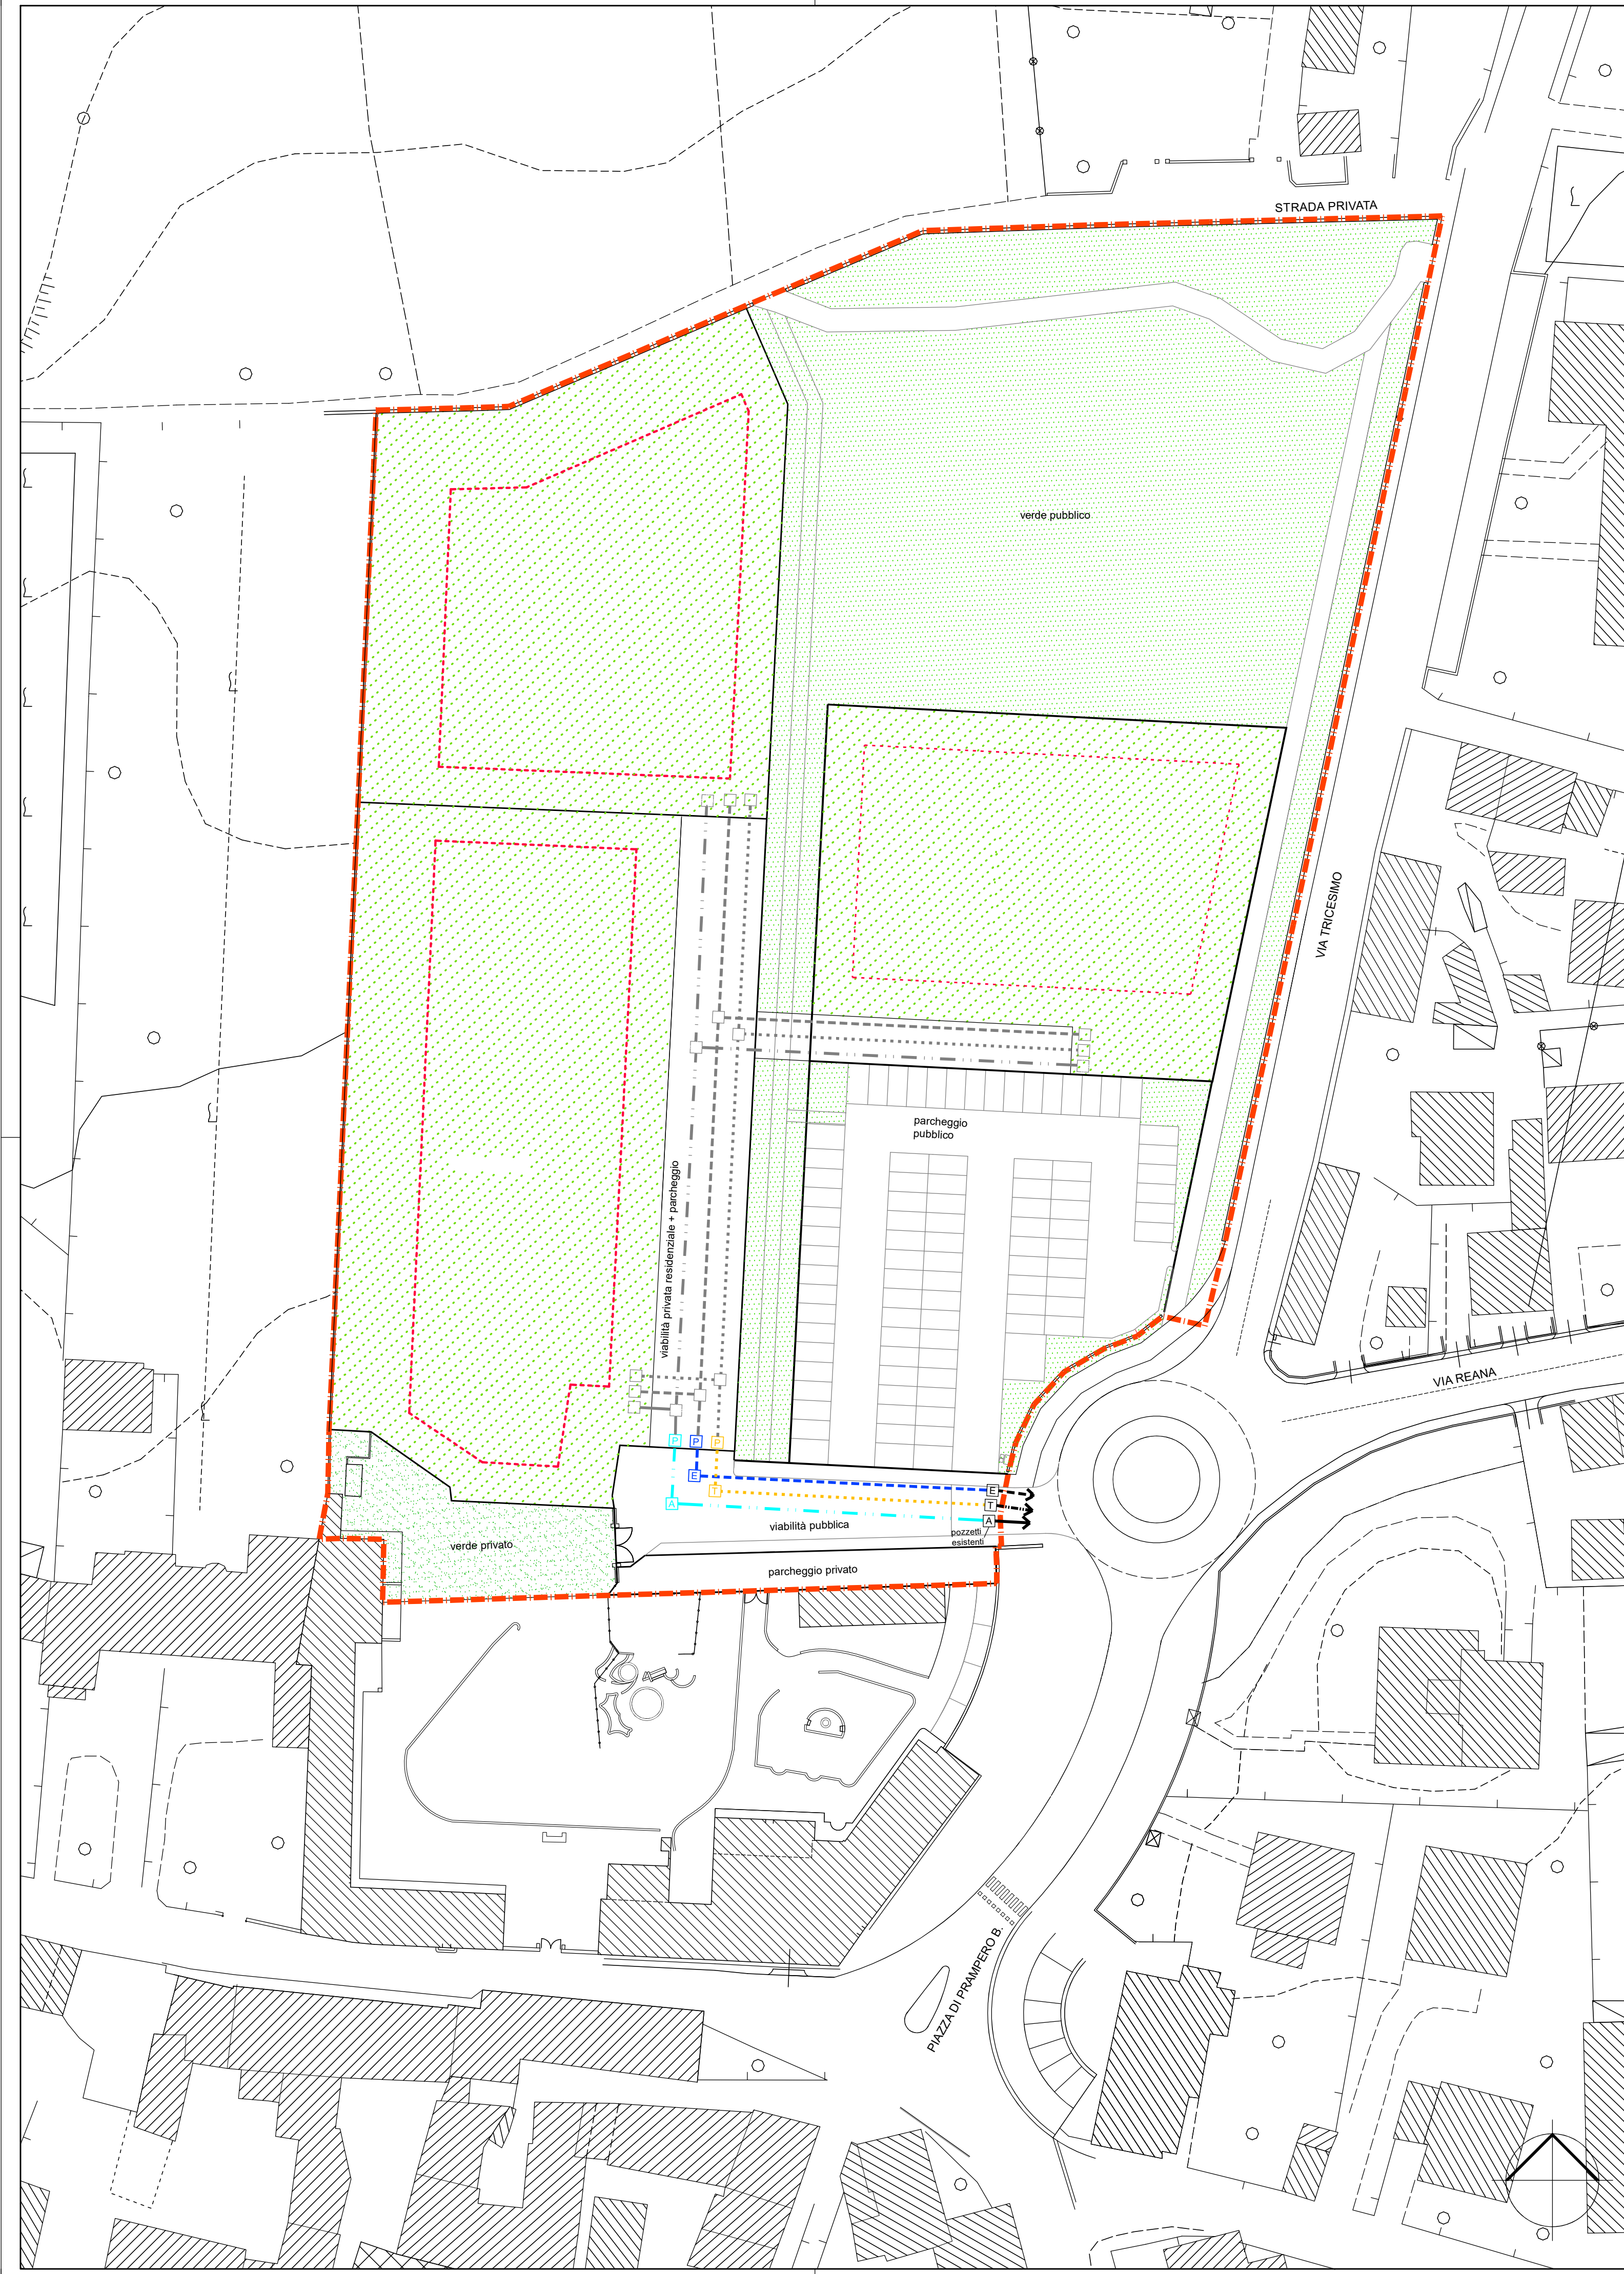 STRADA PRIVATA
verde pubblico
VIA TRICESIMO
parcheggio
pubblico
viabilità privata residenziale + parcheggio
VIA REANA
P P P
E
T
A
E
T
A
pozzetti
esistenti
viabilità pubblica
verde privato
parcheggio privato
PIAZZA DI PRAMPERO B.